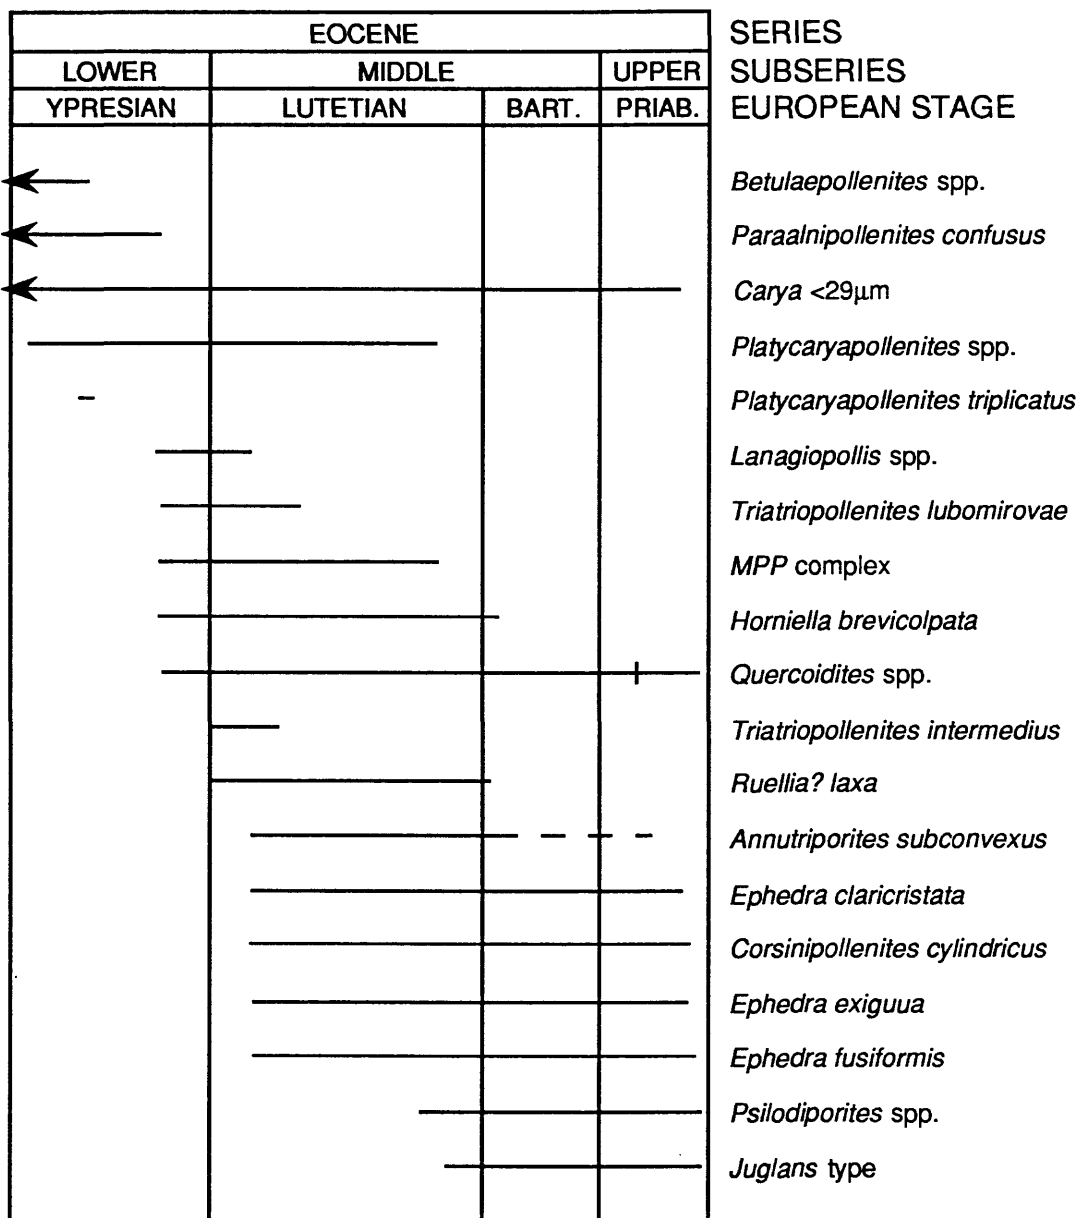 EOCENE SERIES
LOWER MIDDLE UPPER SUBSERIES
YPRESIAN LUTETIAN BART. PRIAB. EUROPEAN STAGE
Betulaepollenites spp.
Paraalnipollenites confusus
Carya <29μm
Platycaryapollenites spp.
Platycaryapollenites triplicatus
Lanagiopollis spp.
Triatriopollenites lubomirovae
MPP complex
Horniella brevicolpata
Quercoidites spp.
Triatriopollenites intermedius
Ruellia? laxa
Annutriporites subconvexus
Ephedra claricristata
Corsinipollenites cylindricus
Ephedra exiguua
Ephedra fusiformis
Psilodiporites spp.
Juglans type